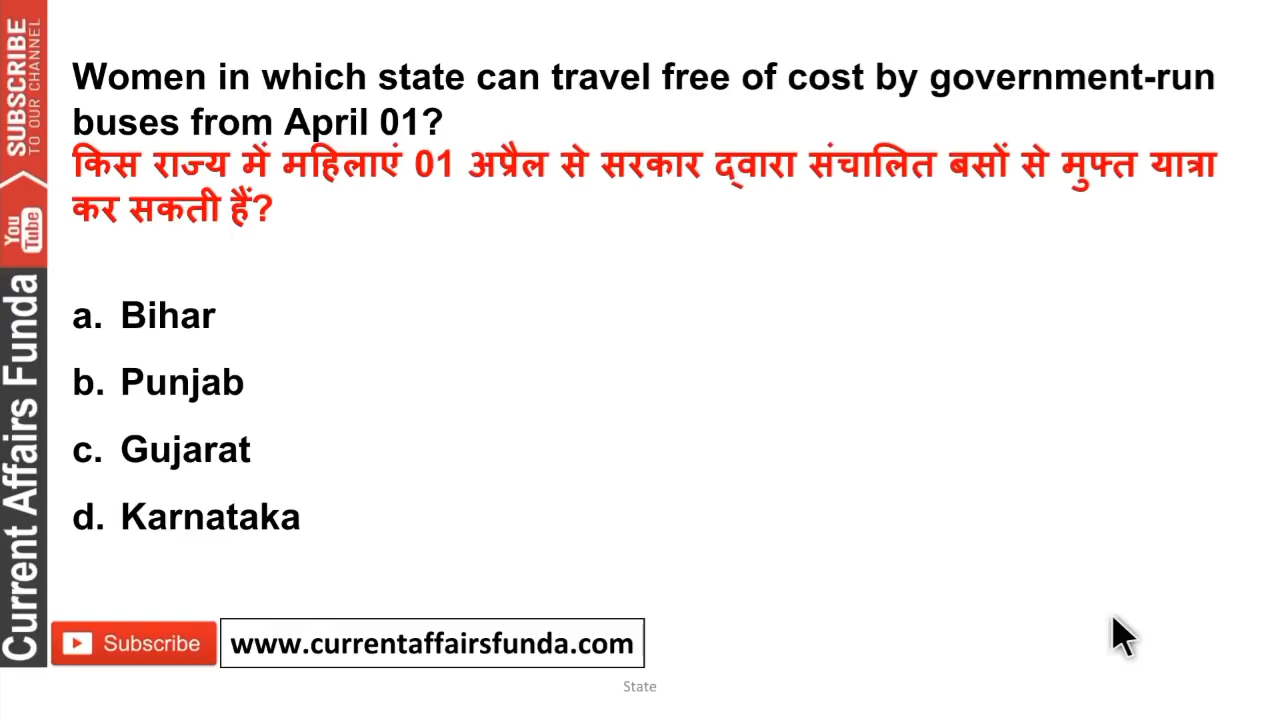 Women in which state can travel free of cost by government-run
buses from April 01?
किस राज्य में महिलाएं 01 अप्रैल से सरकार द्वारा संचालित बसों से मुफ्त यात्रा
कर सकती हैं?
a. Bihar
b. Punjab
c. Gujarat
d. Karnataka
SUBSCRIBE
TO OUR CHANNEL
You
Tube
Current Affairs Funda
Subscribe
www.currentaffairsfunda.com
State